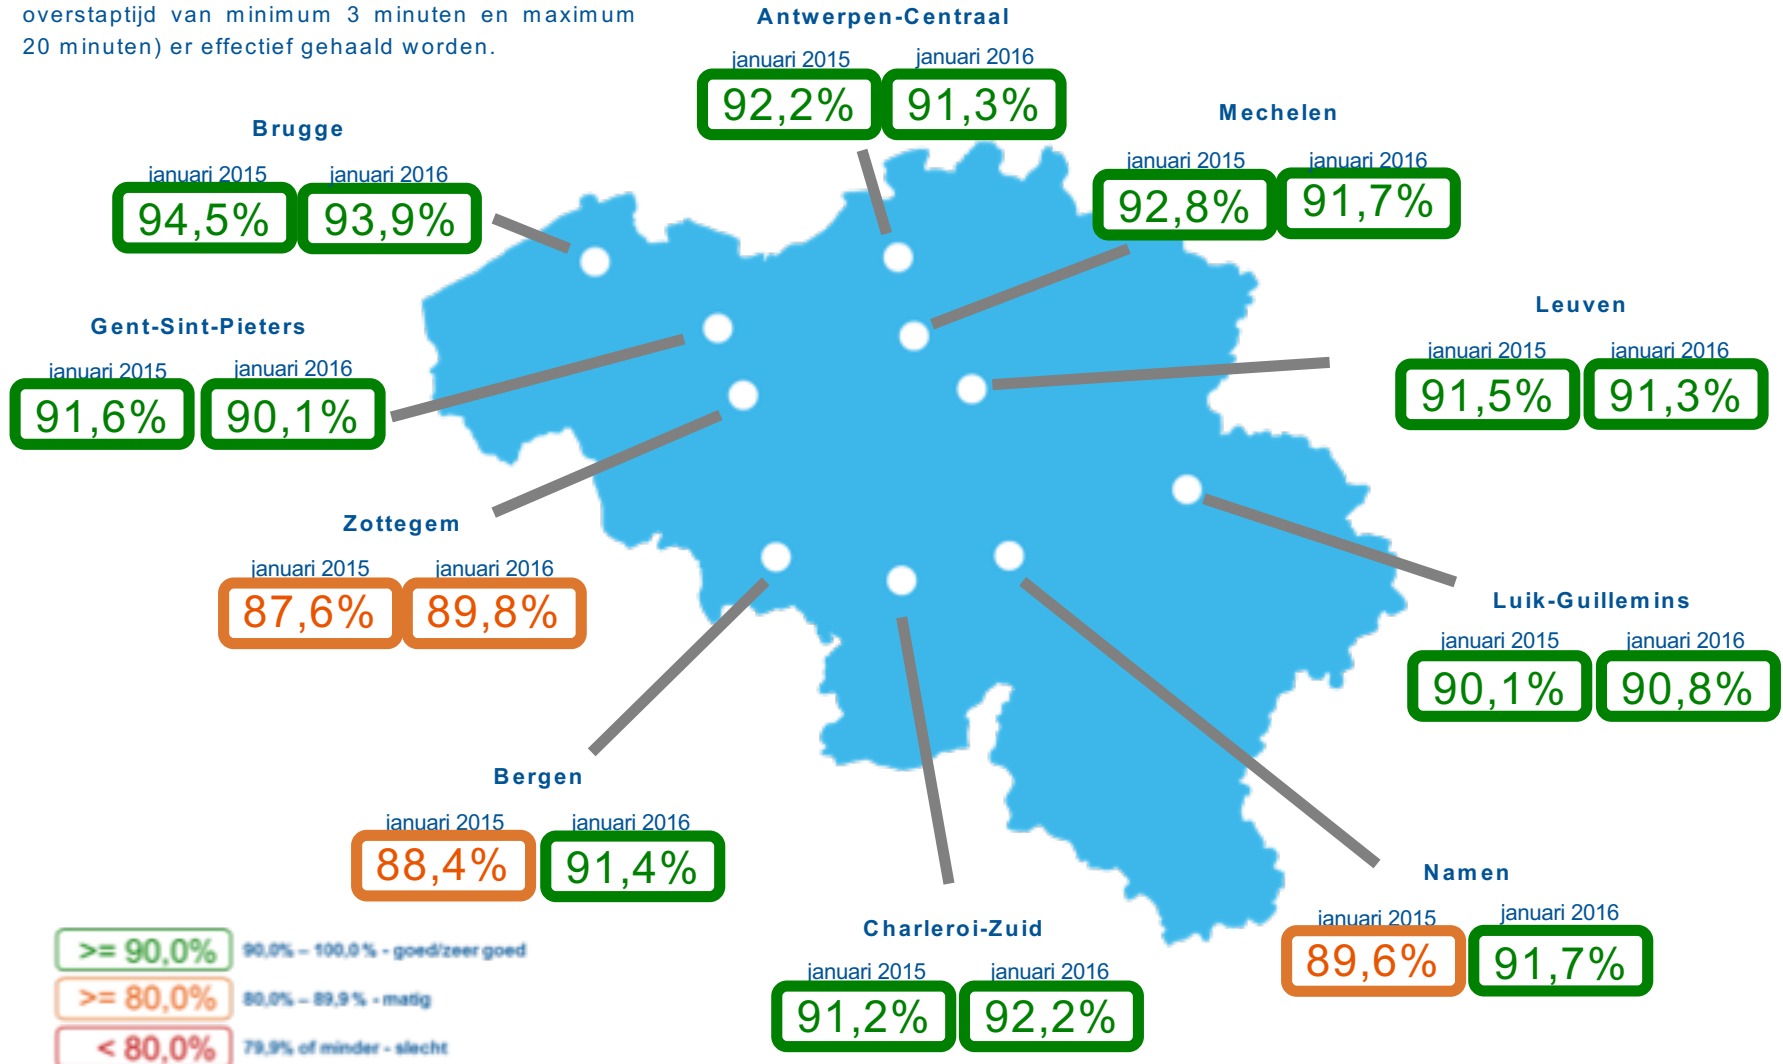 overstaptijd van minimum 3 minuten en maximum
20 minuten) er effectief gehaald worden.
Antwerpen-Centraal
januari 2015 januari 2016
92,2% 91,3%
Brugge
januari 2015 januari 2016
94,5% 93,9%
Mechelen
januari 2015 januari 2016
92,8% 91,7%
Gent-Sint-Pieters
januari 2015 januari 2016
91,6% 90,1%
Leuven
januari 2015 januari 2016
91,5% 91,3%
Zottegem
januari 2015 januari 2016
87,6% 89,8%
Luik-Guillemins
januari 2015 januari 2016
90,1% 90,8%
Bergen
januari 2015 januari 2016
88,4% 91,4%
Namen
januari 2015 januari 2016
89,6% 91,7%
Charleroi-Zuid
januari 2015 januari 2016
91,2% 92,2%
>= 90,0% 90,0% – 100,0 % - goed/zeer goed
>= 80,0% 80,0% – 89,9 % - matig
< 80,0% 79,9% of minder - slecht